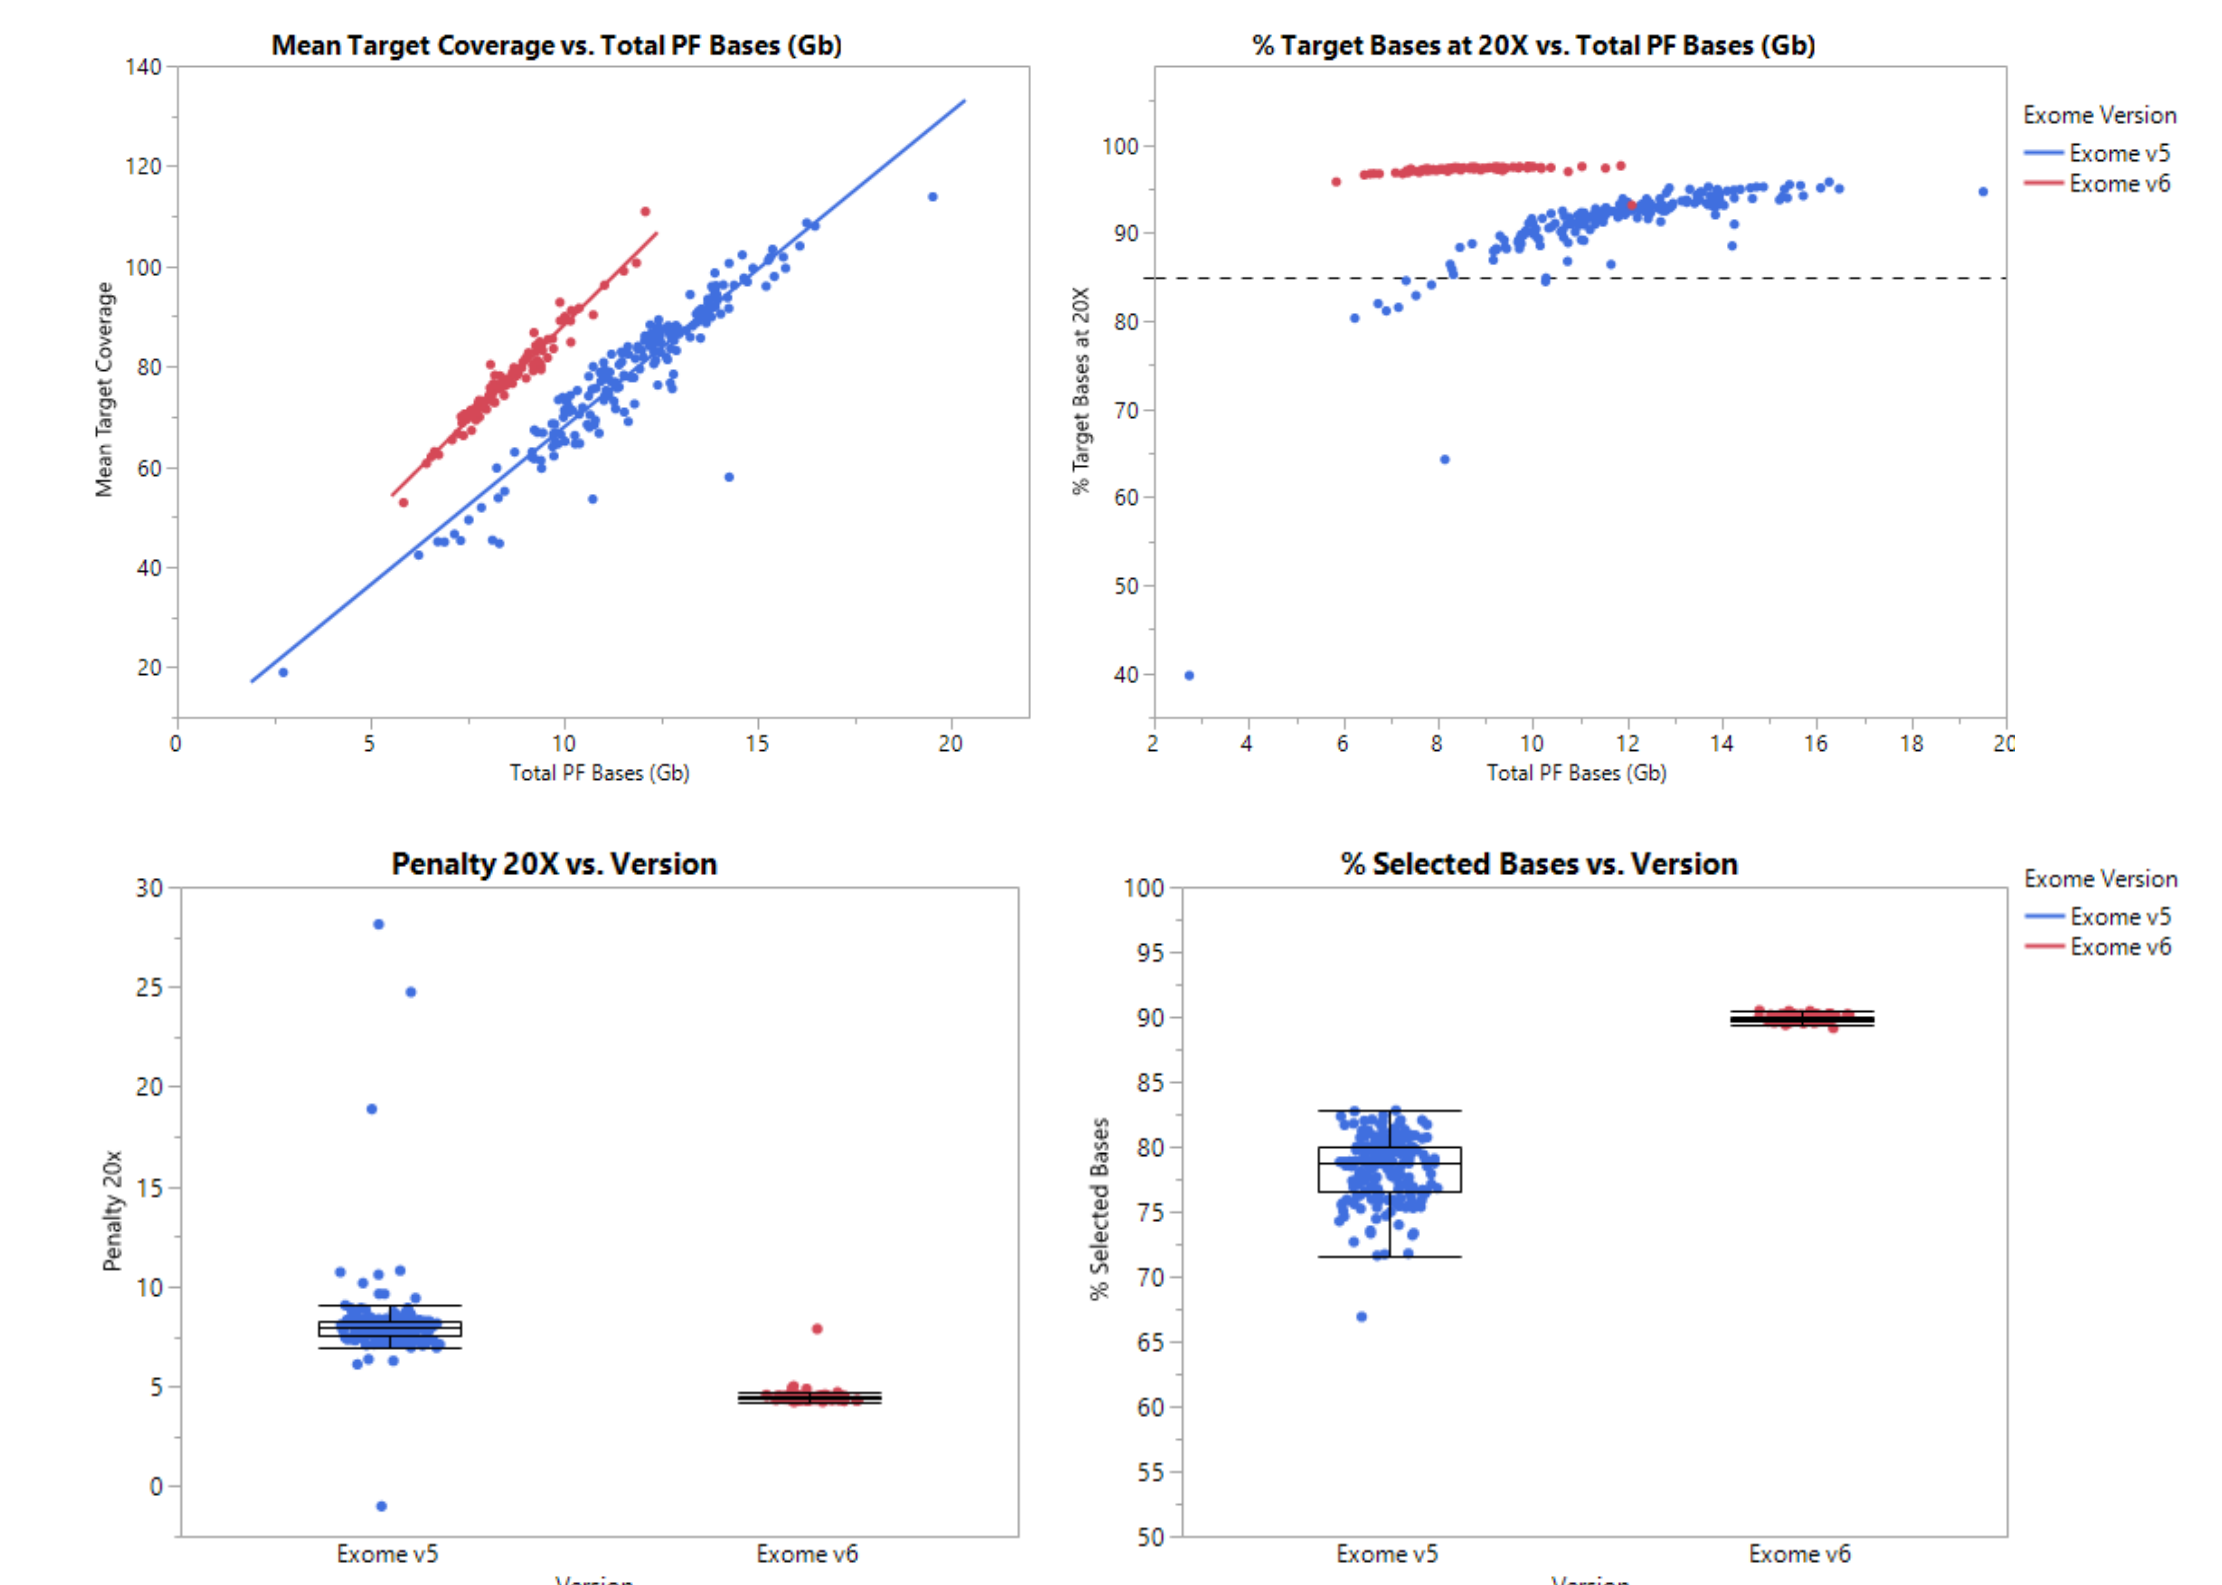 Mean Target Coverage vs. Total PF Bases (Gb)
140
120
100
80
60
40
20
Mean Target Coverage
0
5
10
15
20
Total PF Bases (Gb)
% Target Bases at 20X vs. Total PF Bases (Gb)
100
90
80
70
60
50
40
% Target Bases at 20X
2
4
6
8
10
12
14
16
18
20
Total PF Bases (Gb)
Exome Version
Exome v5
Exome v6
Penalty 20X vs. Version
30
25
20
15
10
5
0
Penalty 20x
Exome v5
Exome v6
Version
% Selected Bases vs. Version
100
95
90
85
80
75
70
65
60
55
50
% Selected Bases
Exome v5
Exome v6
Version
Exome Version
Exome v5
Exome v6